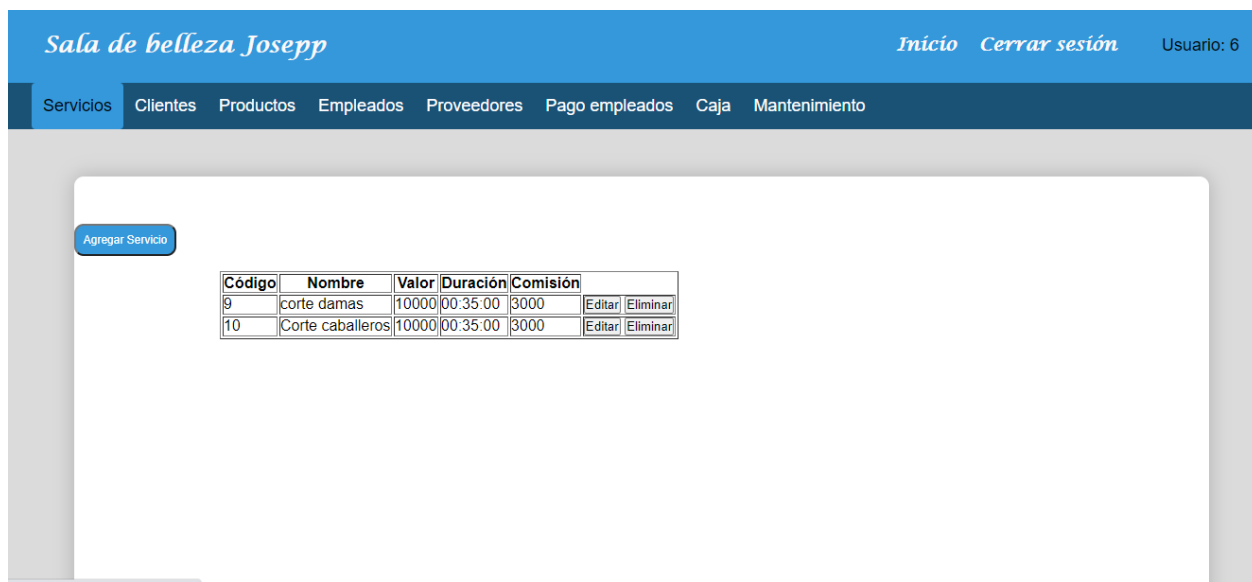 Sala de belleza Josepp
Inicio Cerrar sesión Usuario: 6
Servicios Clientes Productos Empleados Proveedores Pago empleados Caja Mantenimiento
Agregar Servicio
Código Nombre Valor Duración Comisión
9 corte damas 10000 00:35:00 3000 Editar Eliminar
10 Corte caballeros 10000 00:35:00 3000 Editar Eliminar